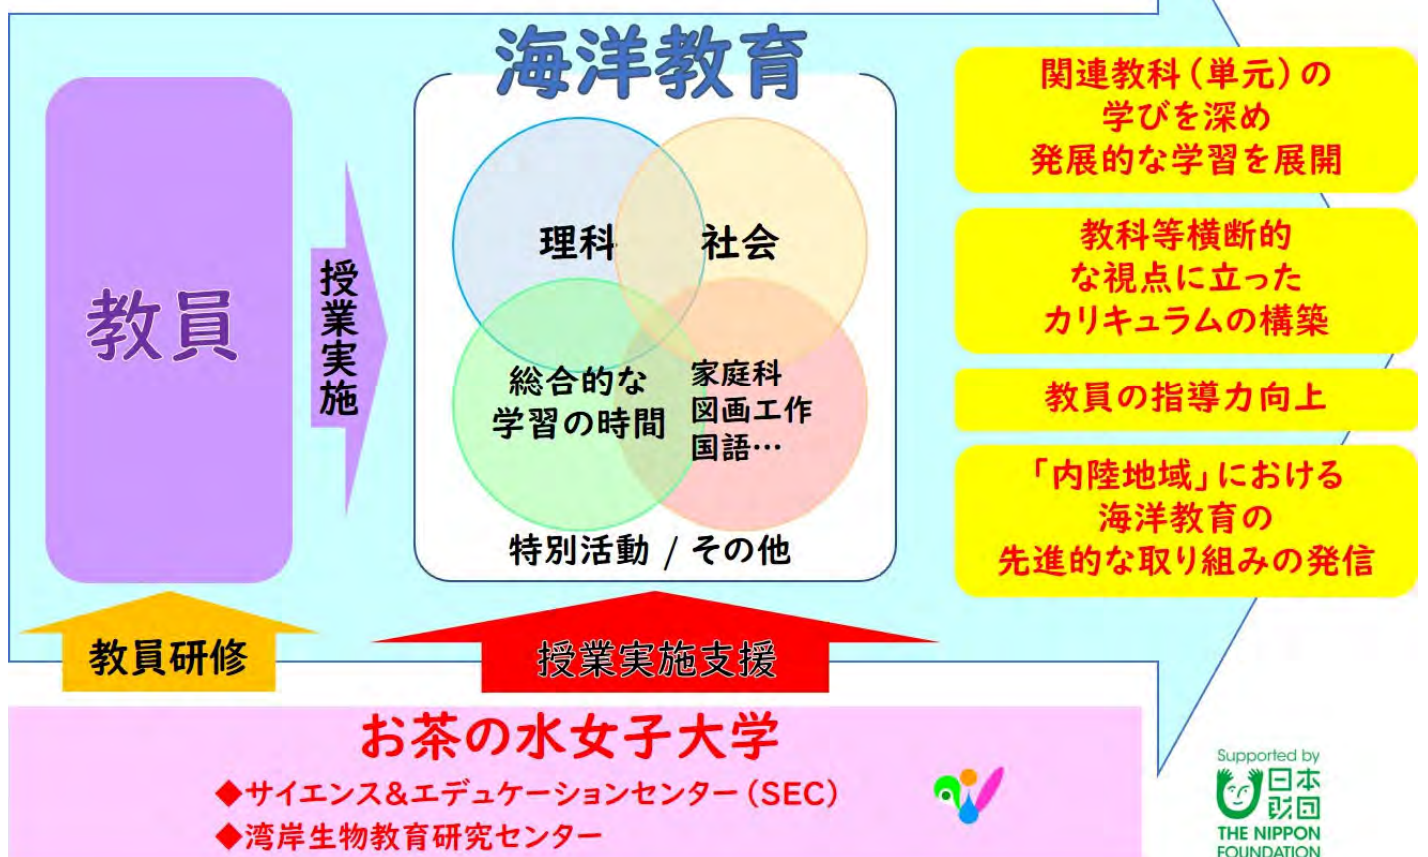 海洋教育
教員
授業実施
理科
社会
総合的な
学習の時間
家庭科
図画工作
国語…
特別活動 / その他
関連教科(単元)の
学びを深め
発展的な学習を展開
教科等横断的
な視点に立った
カリキュラムの構築
教員の指導力向上
「内陸地域」における
海洋教育の
先進的な取り組みの発信
教員研修
授業実施支援
お茶の水女子大学
◆サイエンス&エデュケーションセンター(SEC)
◆湾岸生物教育研究センター
Supported by
日本
財団
THE NIPPON
FOUNDATION